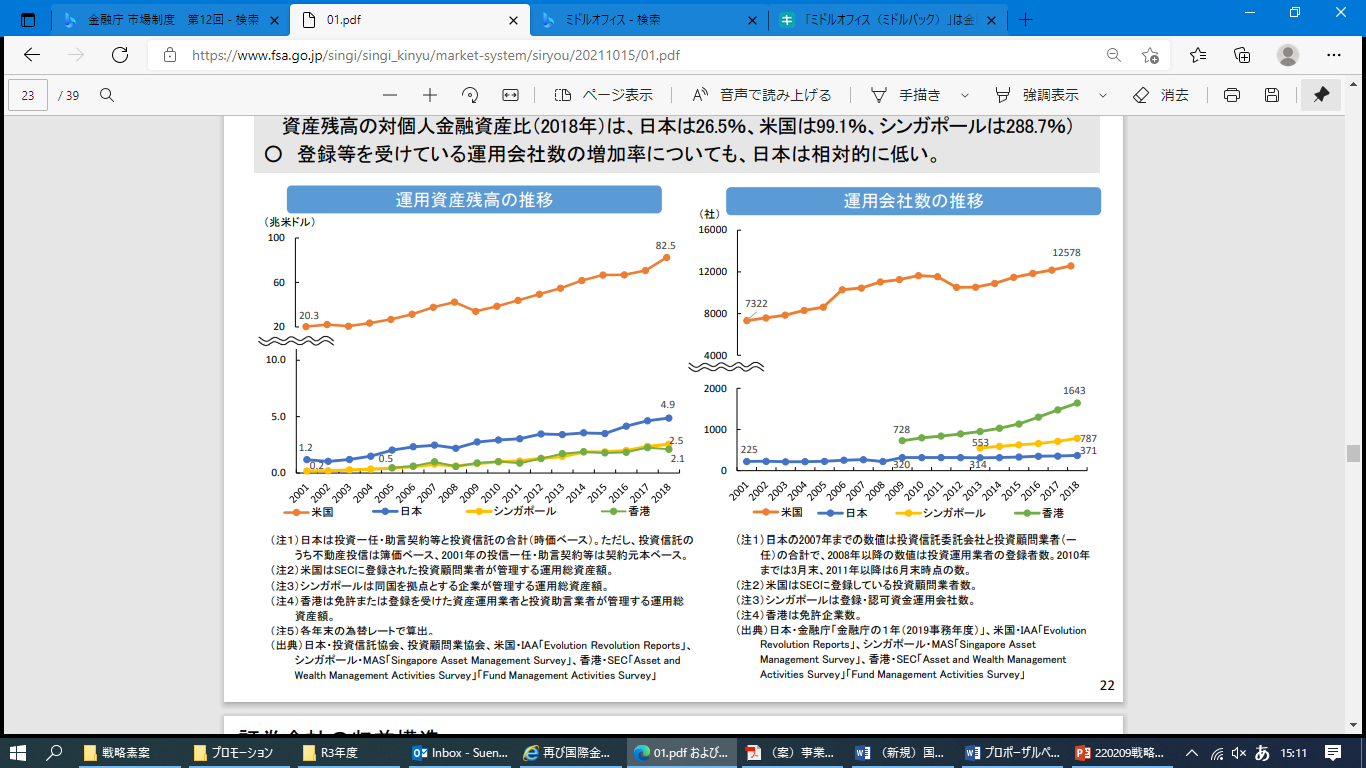 金融庁 市場制度　第12回 - 検索
01.pdf
ミドルオフィス - 検索
「ミドルオフィス（ミドルバック）」は金
https://www.fsa.go.jp/singi/singi_kinyu/market-system/siryou/20211015/01.pdf
23 / 39
ページ表示
音声で読み上げる
手描き
強調表示
消去
資産残高の対個人金融資産比（2018年）は、日本は26.5%、米国は99.1%、シンガポールは288.7%）
〇　登録等を受けている運用会社数の増加率についても、日本は相対的に低い。
運用資産残高の推移
（兆米ドル）
100
60
20
10.0
5.0
0.0
20.3
82.5
1.2
0.2
0.5
4.9
2.5
2.1
2001 2002 2003 2004 2005 2006 2007 2008 2009 2010 2011 2012 2013 2014 2015 2016 2017 2018
米国 日本 シンガポール 香港
（注１）日本は投資一任・助言契約等と投資信託の合計（時価ベース）。ただし、投資信託の
うち不動産投信は簿価ベース、2001年の投信一任・助言契約等は契約元本ベース。
（注２）米国はSECに登録された投資顧問業者が管理する運用総資産額。
（注３）シンガポールは同国を拠点とする企業が管理する運用総資産額。
（注４）香港は免許または登録を受けた資産運用業者と投資助言業者が管理する運用総
資産額。
（注５）各年末の為替レートで算出。
（出典）日本・投資信託協会、投資顧問業協会、米国・IAA「Evolution Revolution Reports」、
シンガポール・MAS「Singapore Asset Management Survey」、香港・SEC「Asset and
Wealth Management Activities Survey」「Fund Management Activities Survey」
運用会社数の推移
（社）
16000
12000
8000
4000
2000
1000
0
7322
12578
225
728
320
553
314
1643
787
371
2001 2002 2003 2004 2005 2006 2007 2008 2009 2010 2011 2012 2013 2014 2015 2016 2017 2018
米国 日本 シンガポール 香港
（注１）日本の2007年までの数値は投資信託委託会社と投資顧問業者（一
任）の合計で、2008年以降の数値は投資運用業者の登録者数。2010年
までは3月末、2011年以降は6月末時点の数。
（注２）米国はSECに登録している投資顧問業者数。
（注３）シンガポールは登録・認可資金運用会社数。
（注４）香港は免許企業数。
（出典）日本・金融庁「金融庁の１年（2019事務年度）」、米国・IAA「Evolution
Revolution Reports」、シンガポール・MAS「Singapore Asset
Management Survey」、香港・SEC「Asset and Wealth Management
Activities Survey」「Fund Management Activities Survey」
22
戦略素案
プロモーション
R3年度
Inbox - Suen...
再び国際金...
01.pdf および...
（案）事業...
（新規）国...
プロポーザルペ...
220209戦略...
あ
15:11